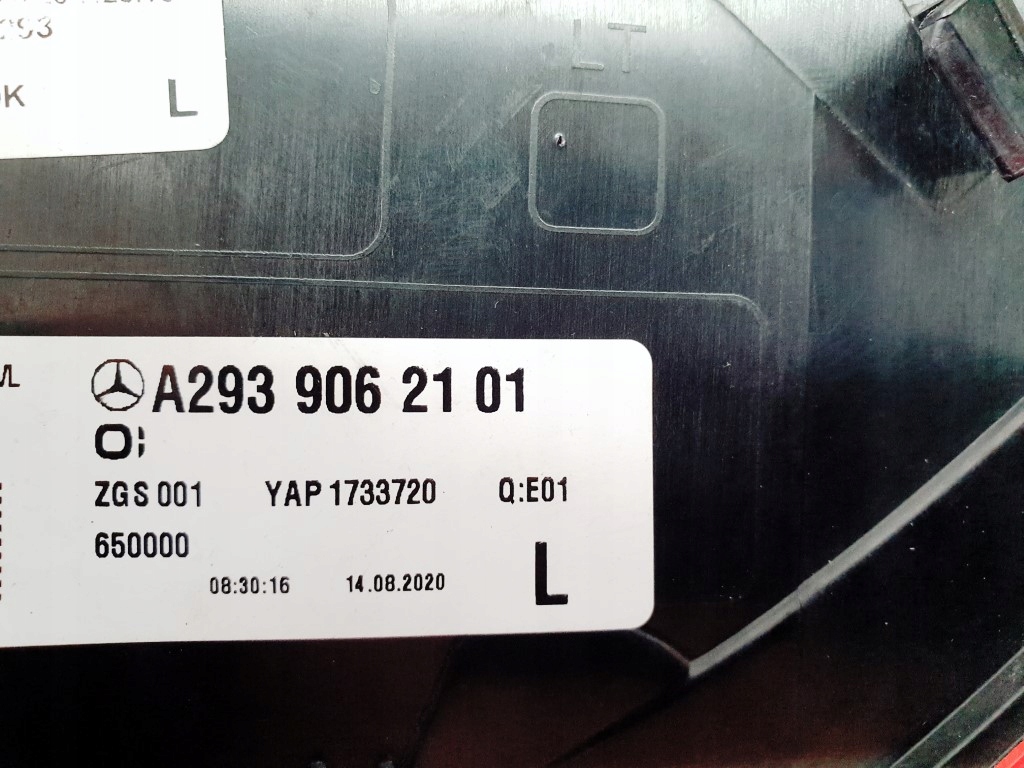 293
L
LT
A293 906 21 01
ZGS 001 YAP 1733720 Q:E01
650000
08:30:16 14.08.2020 L